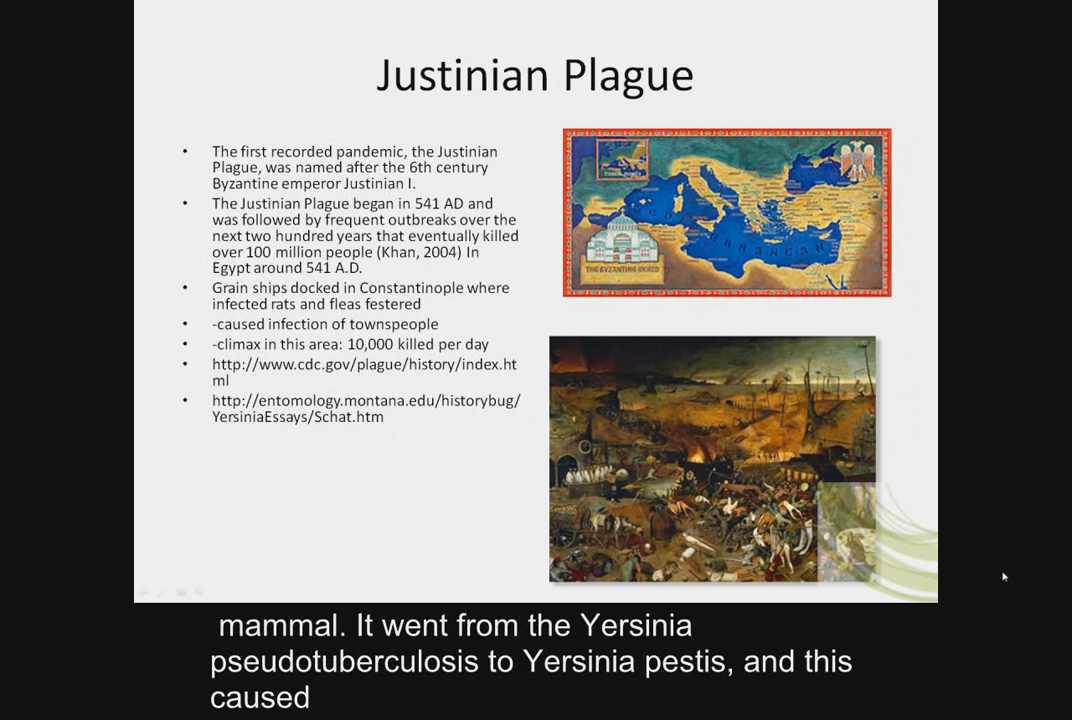 Justinian Plague
• The first recorded pandemic, the Justinian
Plague, was named after the 6th century
Byzantine emperor Justinian I.
• The Justinian Plague began in 541 AD and
was followed by frequent outbreaks over the
next two hundred years that eventually killed
over 100 million people (Khan, 2004) In
Egypt around 541 A.D.
• Grain ships docked in Constantinople where
infected rats and fleas festered
• -caused infection of townspeople
• -climax in this area: 10,000 killed per day
• http://www.cdc.gov/plague/history/index.ht
ml
• http://entomology.montana.edu/historybug/
YersiniaEssays/Schat.htm
THE BYZANTINE WORLD
mammal. It went from the Yersinia
pseudotuberculosis to Yersinia pestis, and this
caused